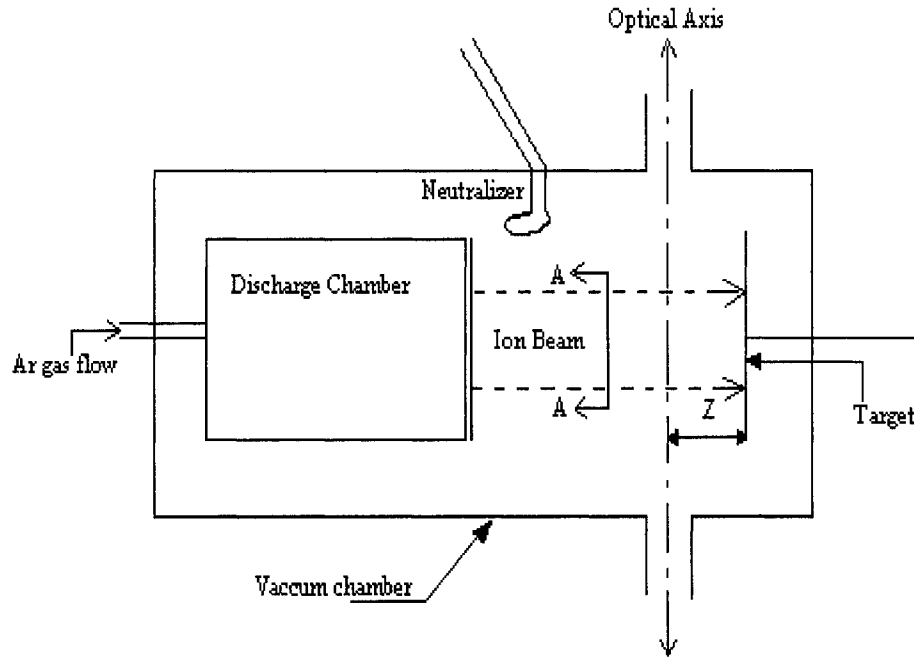 Optical Axis
Neutralizer
Discharge Chamber
A
Ion Beam
Ar gas flow
A
Z
Target
Vaccum chamber